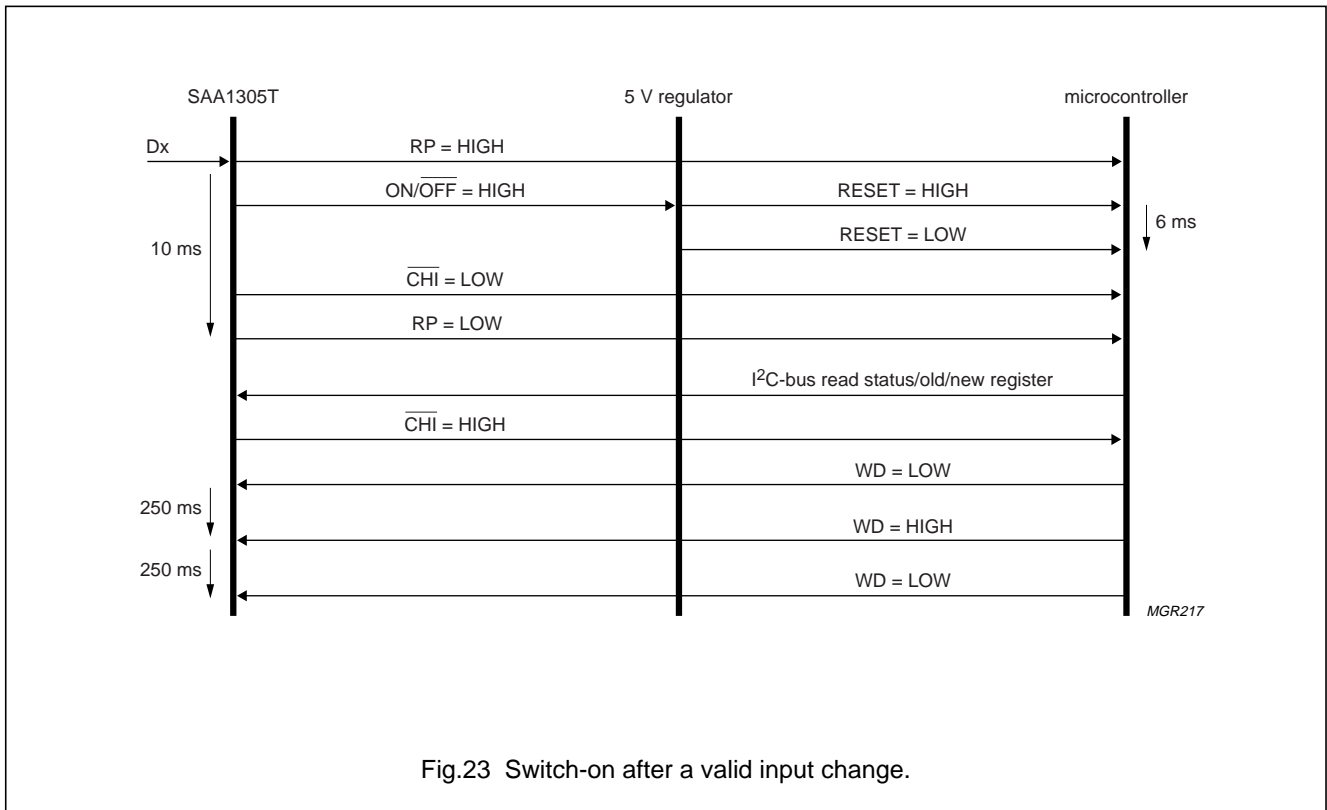 SAA1305T 5 V regulator microcontroller
Dx RP = HIGH
ON/OFF = HIGH RESET = HIGH
6 ms
10 ms RESET = LOW
CHI = LOW
RP = LOW
I2C-bus read status/old/new register
CHI = HIGH
WD = LOW
250 ms
WD = HIGH
250 ms
WD = LOW
MGR217
Fig.23 Switch-on after a valid input change.